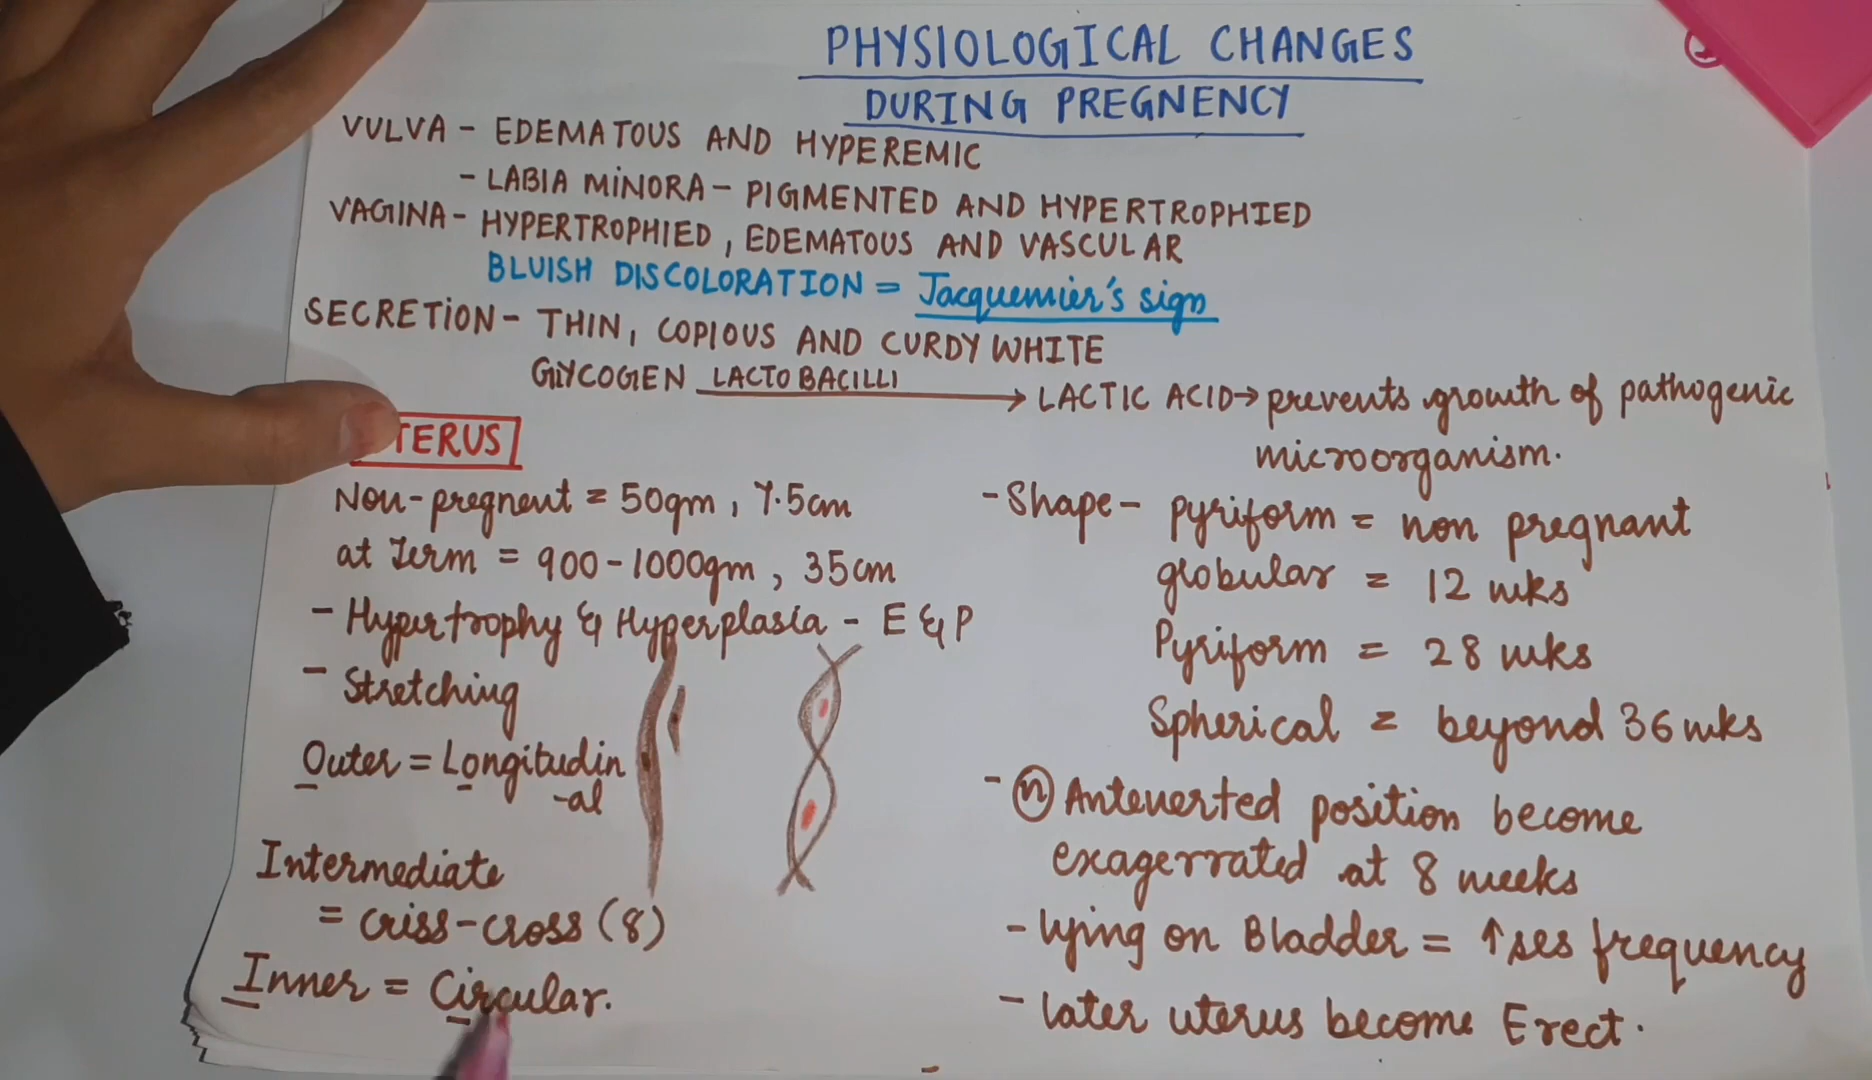 PHYSIOLOGICAL CHANGES
DURING PREGNENCY
VULVA - EDEMATOUS AND HYPEREMIC
- LABIA MINORA - PIGMENTED AND HYPERTROPHIED
VAGINA - HYPERTROPHIED, EDEMATOUS AND VASCULAR
BLUISH DISCOLORATION = Jacquemier's sign
SECRETION - THIN, COPIOUS AND CURDY WHITE
GLYCOGEN LACTOBACILLI → LACTIC ACID → prevents growth of pathogenic
microorganism.
TERUS
Non-pregnent = 50gm, 7.5cm
at Term = 900-1000gm, 35cm
- Hypertrophy & Hyperplasia - E & P
- Stretching
Outer = Longitudin
-al
Intermediate
= criss-cross (8)
Inner = Circular.
- Shape - Pyriform = non pregnant
globular = 12 wks
Pyriform = 28 wks
Spherical = beyond 36 wks
- (n) Anteverted position become
exagerrated at 8 weeks
- lying on Bladder = ↑ses frequency
- later uterus become Erect.